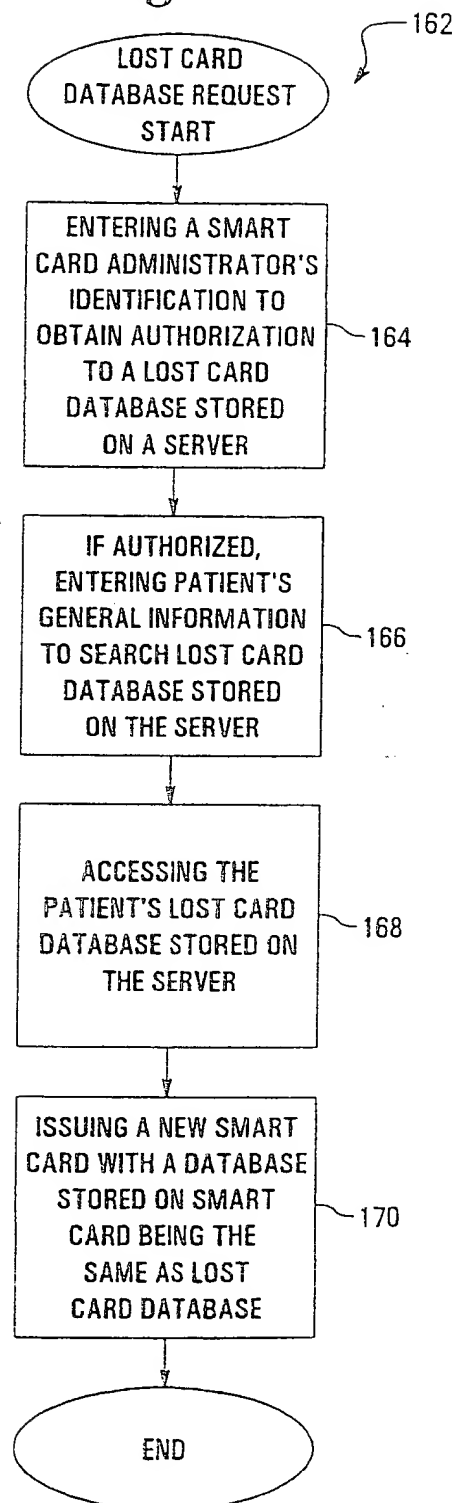 162
LOST CARD
DATABASE REQUEST
START
ENTERING A SMART
CARD ADMINISTRATOR'S
IDENTIFICATION TO
OBTAIN AUTHORIZATION
TO A LOST CARD
DATABASE STORED
ON A SERVER
164
IF AUTHORIZED,
ENTERING PATIENT'S
GENERAL INFORMATION
TO SEARCH LOST CARD
DATABASE STORED
ON THE SERVER
166
ACCESSING THE
PATIENT'S LOST CARD
DATABASE STORED ON
THE SERVER
168
ISSUING A NEW SMART
CARD WITH A DATABASE
STORED ON SMART
CARD BEING THE
SAME AS LOST
CARD DATABASE
170
END